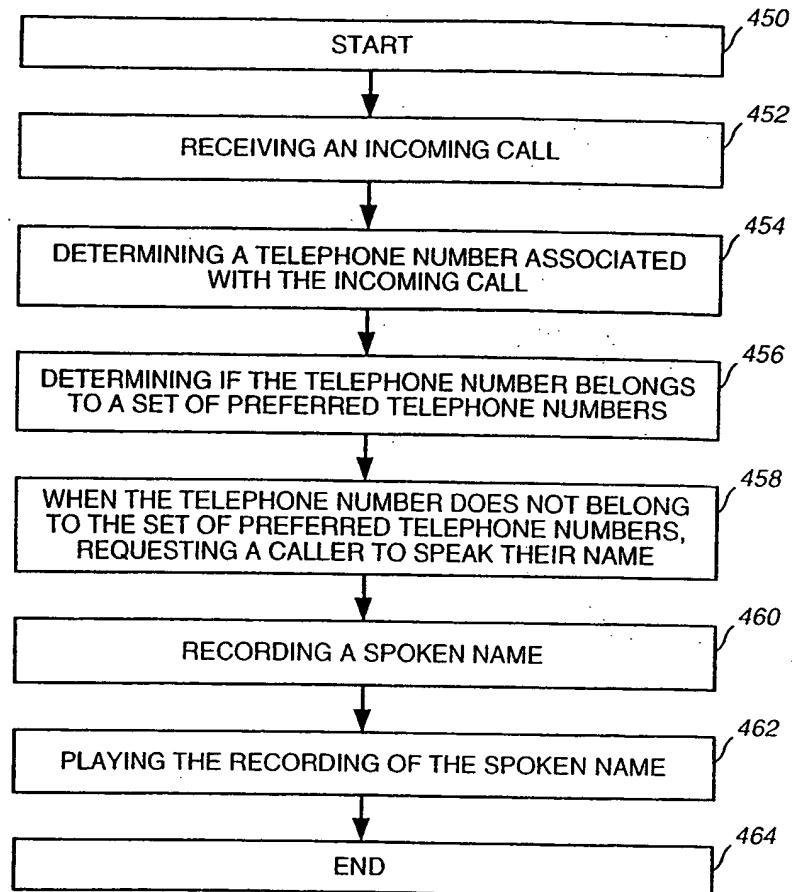 450
START
452
RECEIVING AN INCOMING CALL
454
DETERMINING A TELEPHONE NUMBER ASSOCIATED
WITH THE INCOMING CALL
456
DETERMINING IF THE TELEPHONE NUMBER BELONGS
TO A SET OF PREFERRED TELEPHONE NUMBERS
458
WHEN THE TELEPHONE NUMBER DOES NOT BELONG
TO THE SET OF PREFERRED TELEPHONE NUMBERS,
REQUESTING A CALLER TO SPEAK THEIR NAME
460
RECORDING A SPOKEN NAME
462
PLAYING THE RECORDING OF THE SPOKEN NAME
464
END